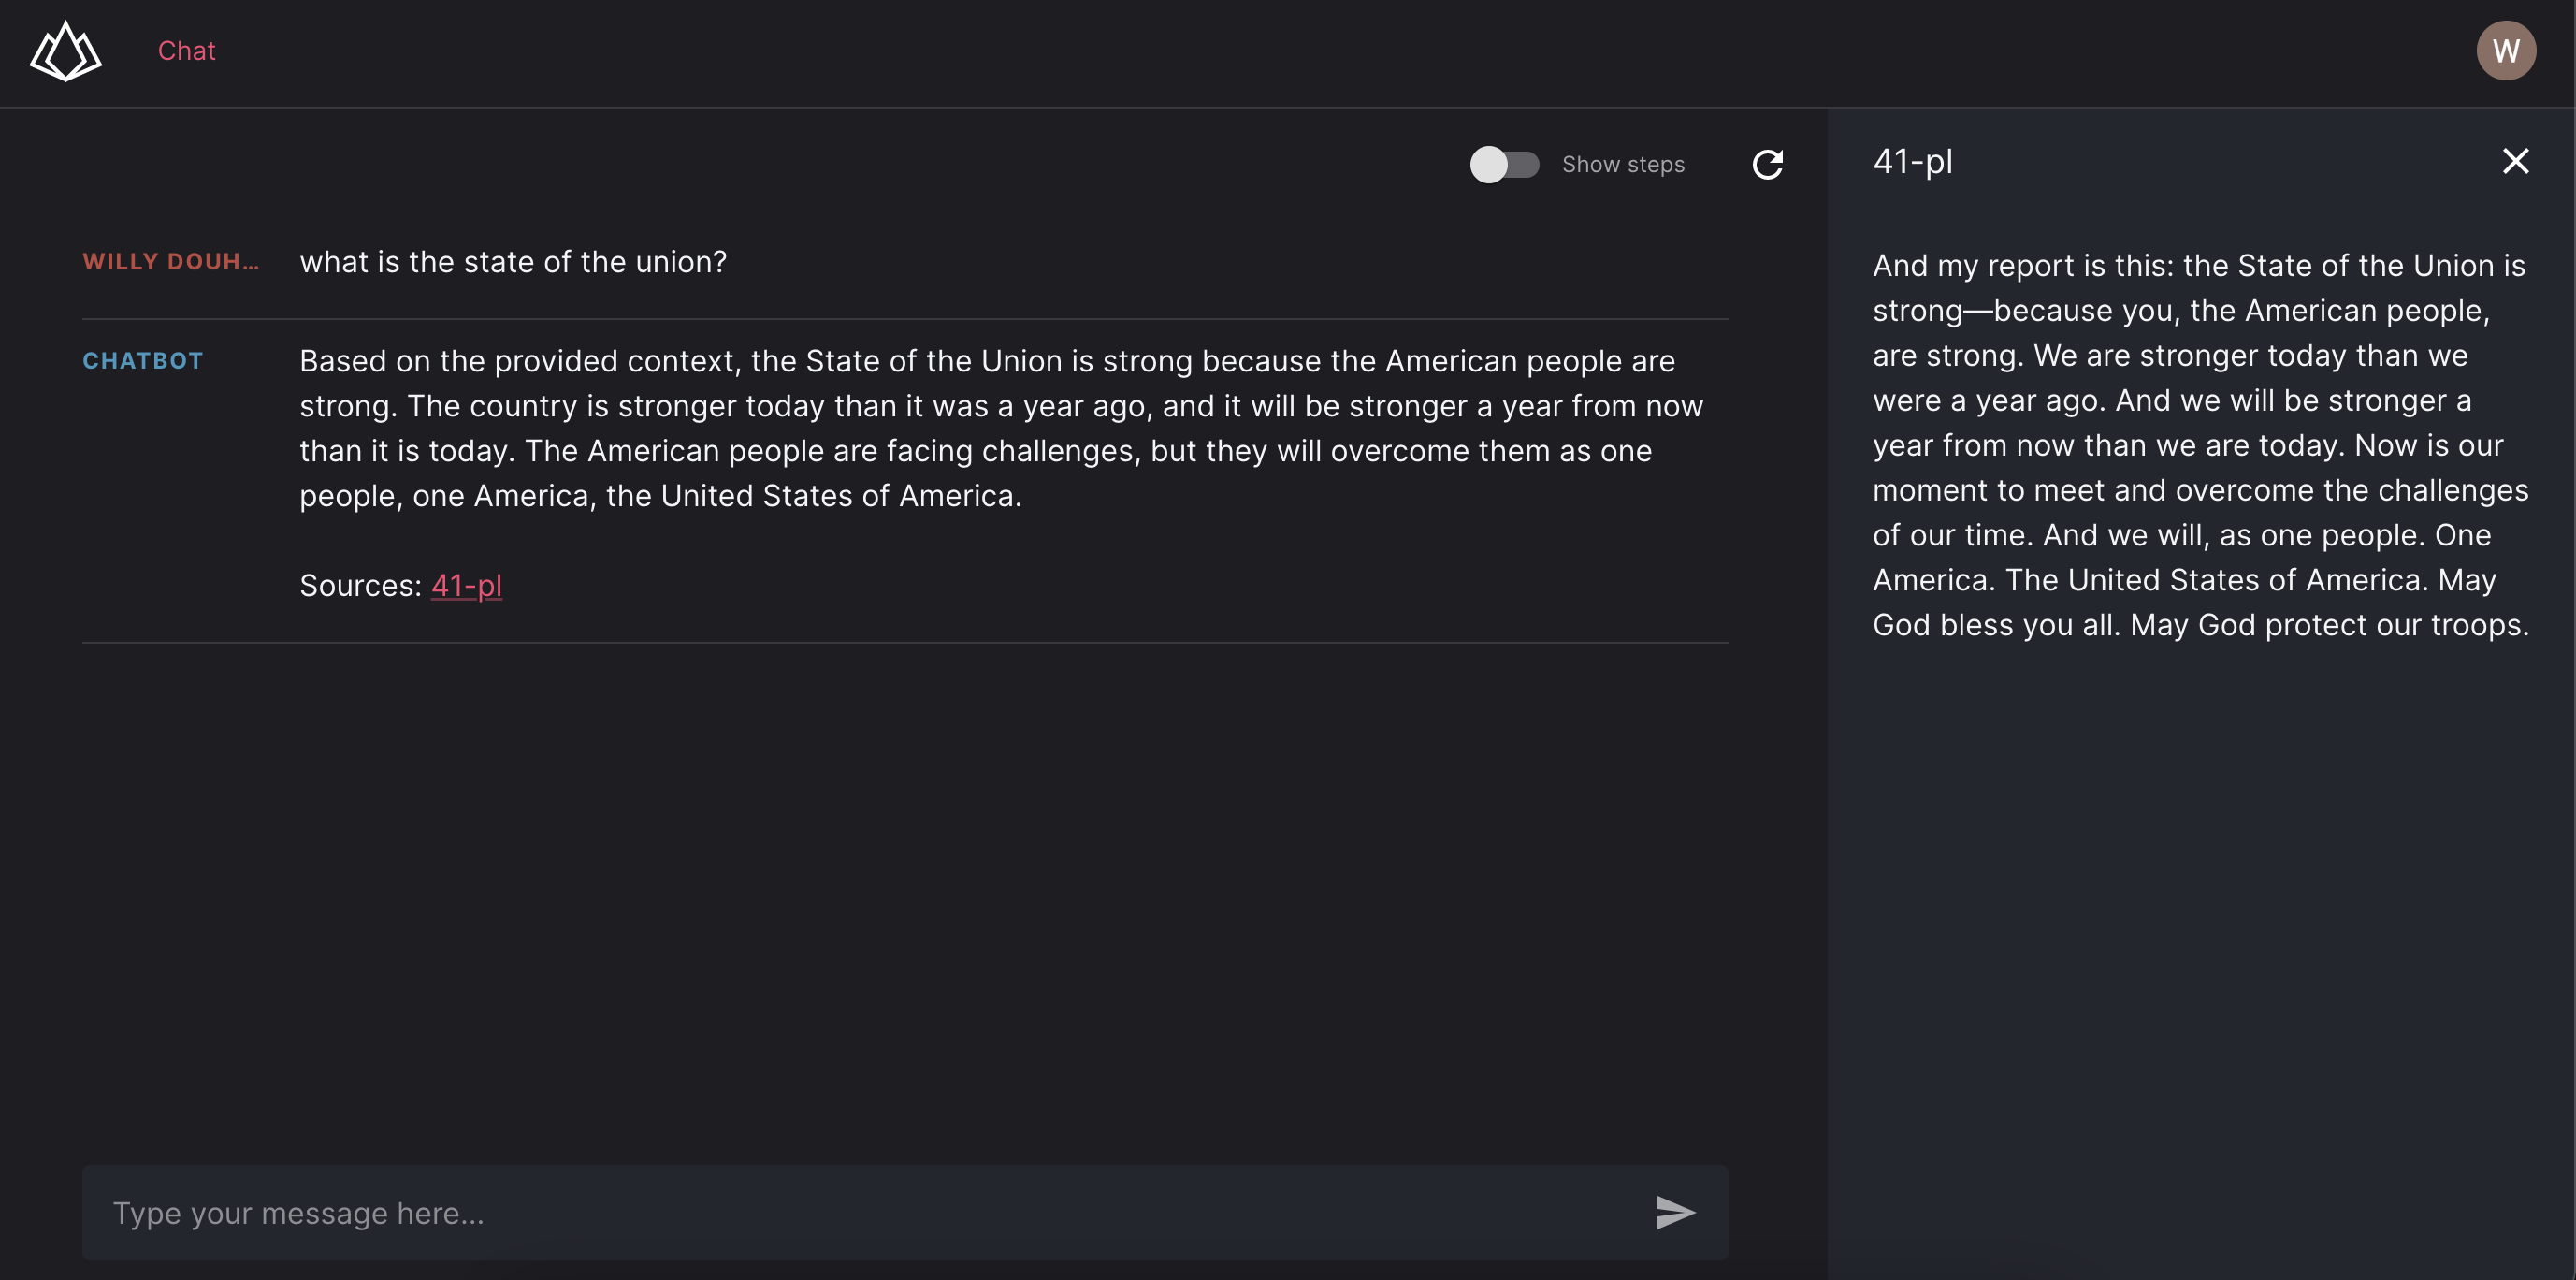 Chat
W
Show steps
41-pl
WILLY DOUH...
what is the state of the union?
CHATBOT
Based on the provided context, the State of the Union is strong because the American people are
strong. The country is stronger today than it was a year ago, and it will be stronger a year from now
than it is today. The American people are facing challenges, but they will overcome them as one
people, one America, the United States of America.
Sources: 41-pl
And my report is this: the State of the Union is
strong—because you, the American people,
are strong. We are stronger today than we
were a year ago. And we will be stronger a
year from now than we are today. Now is our
moment to meet and overcome the challenges
of our time. And we will, as one people. One
America. The United States of America. May
God bless you all. May God protect our troops.
Type your message here...